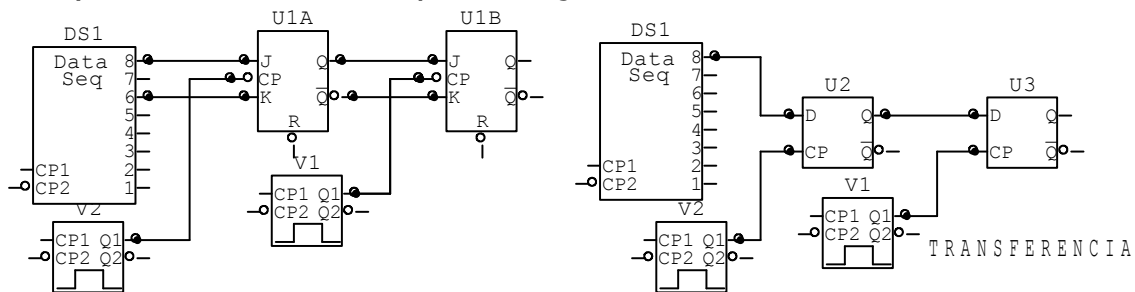 DS1
Data
Seq
8
7
6
5
4
3
2
1
CP1
CP2
V2
CP1 Q1
CP2 Q2
U1A
J Q
CP
K Q
R
V1
CP1 Q1
CP2 Q2
U1B
J Q
CP
K Q
R
DS1
Data
Seq
8
7
6
5
4
3
2
1
CP1
CP2
V2
CP1 Q1
CP2 Q2
U2
D Q
CP Q
V1
CP1 Q1
CP2 Q2
U3
D Q
CP Q
TRANSFERENCIA